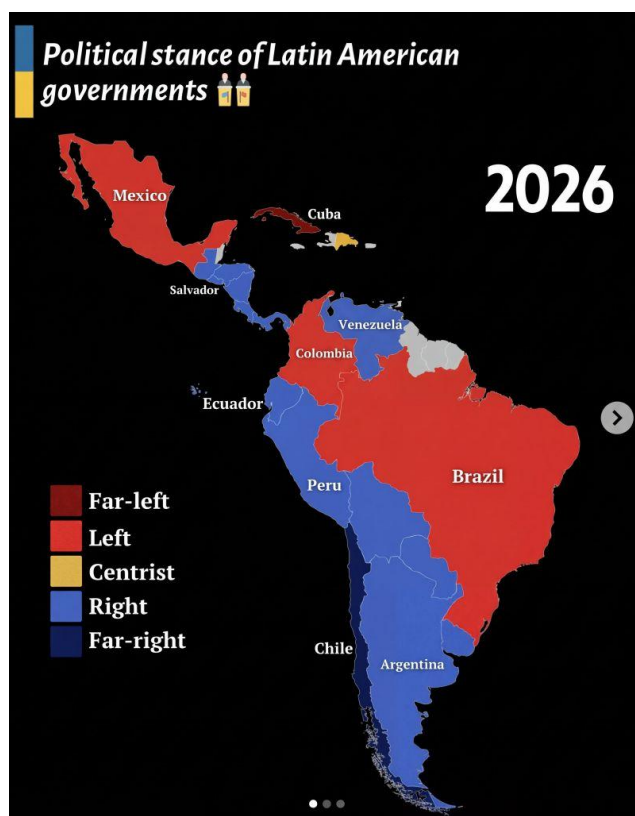 Political stance of Latin American
governments
2026
Mexico
Cuba
Salvador
Venezuela
Colombia
Ecuador
Peru
Brazil
Far-left
Left
Centrist
Right
Far-right
Chile
Argentina